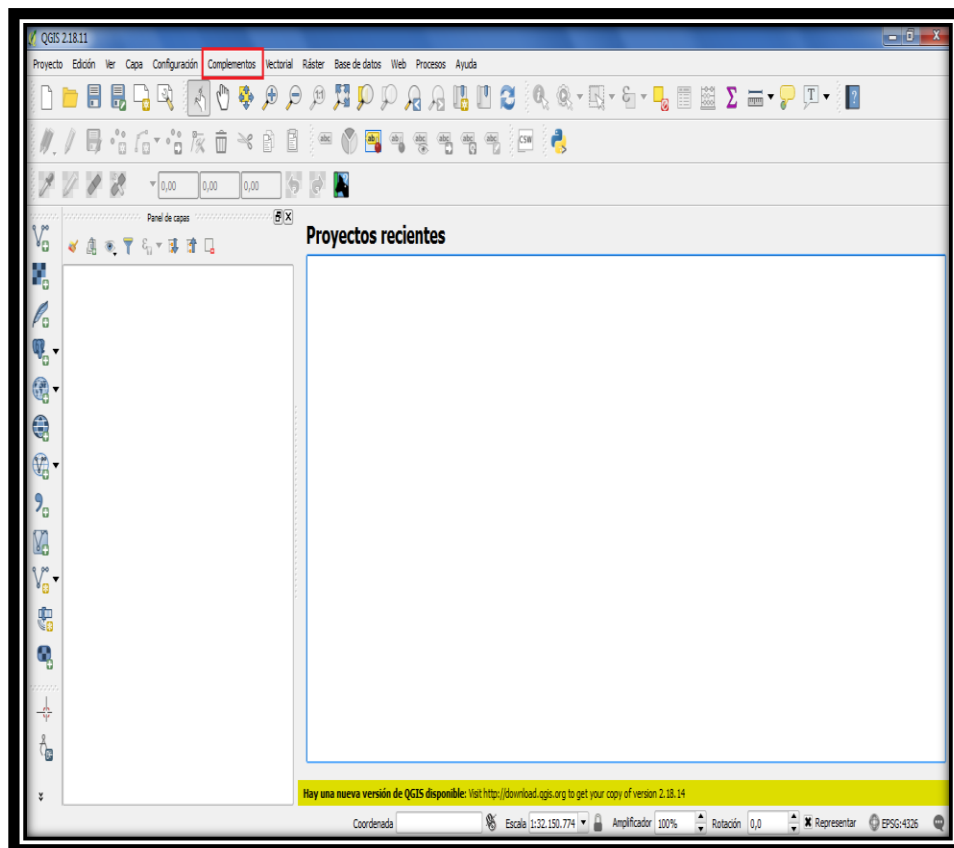 QGIS 2.18.11
Proyecto Edición Ver Capa Configuración Complementos Vectorial Ráster Base de datos Web Procesos Ayuda
CSW
0,00 0,00 0,00
Panel de capas
Proyectos recientes
Hay una nueva versión de QGIS disponible: Visit http://download.qgis.org to get your copy of version 2.18.14
Coordenada Escala 1:32.150.774 Amplificador 100% Rotación 0,0 Representar EPSG:4326